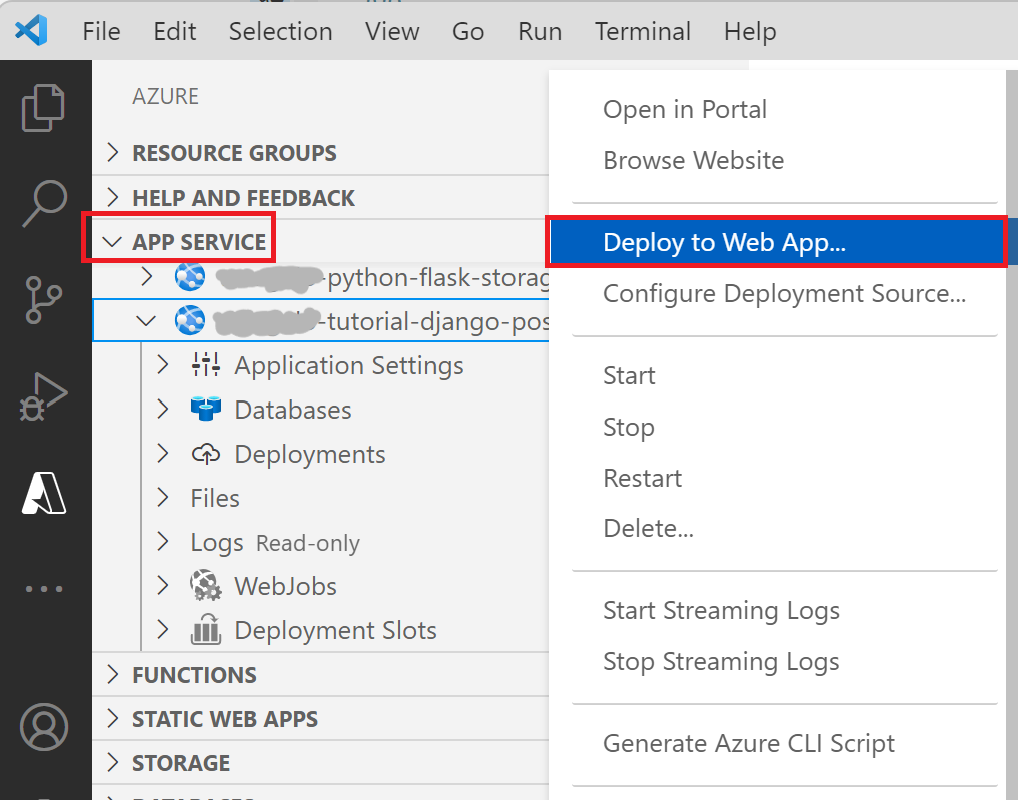 File Edit Selection View Go Run Terminal Help
AZURE
RESOURCE GROUPS
HELP AND FEEDBACK
APP SERVICE
-python-flask-storag
-tutorial-django-pos
Application Settings
Databases
Deployments
Files
Logs Read-only
WebJobs
Deployment Slots
FUNCTIONS
STATIC WEB APPS
STORAGE
Open in Portal
Browse Website
Deploy to Web App...
Configure Deployment Source...
Start
Stop
Restart
Delete...
Start Streaming Logs
Stop Streaming Logs
Generate Azure CLI Script